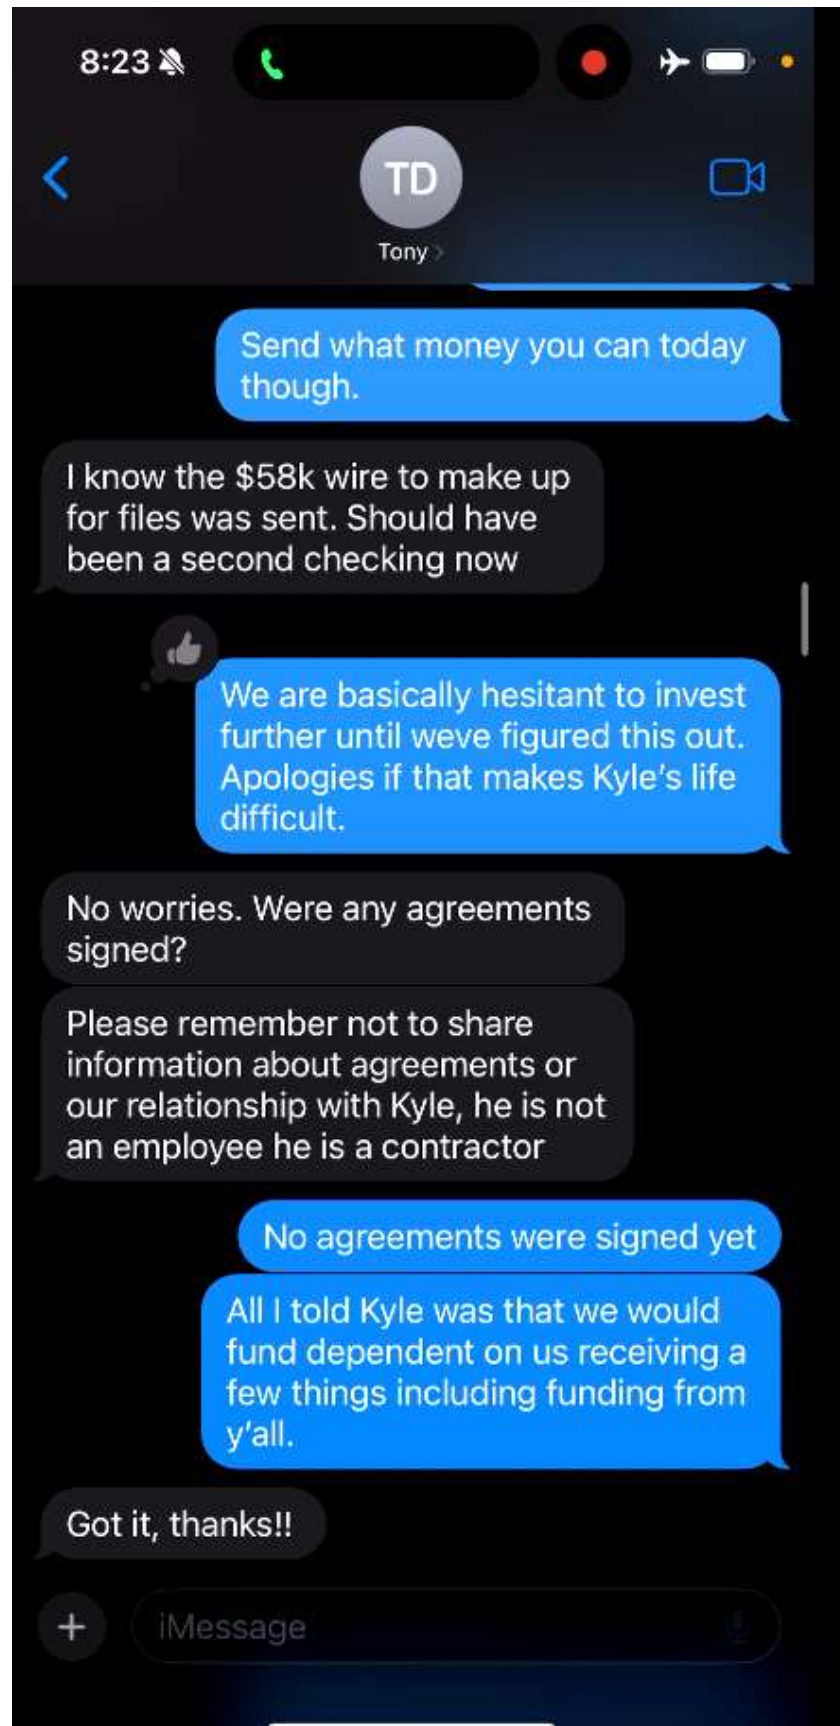 8:23
TD
Tony
Send what money you can today
though.
I know the $58k wire to make up
for files was sent. Should have
been a second checking now
We are basically hesitant to invest
further until weve figured this out.
Apologies if that makes Kyle's life
difficult.
No worries. Were any agreements
signed?
Please remember not to share
information about agreements or
our relationship with Kyle, he is not
an employee he is a contractor
No agreements were signed yet
All I told Kyle was that we would
fund dependent on us receiving a
few things including funding from
y'all.
Got it, thanks!!
iMessage